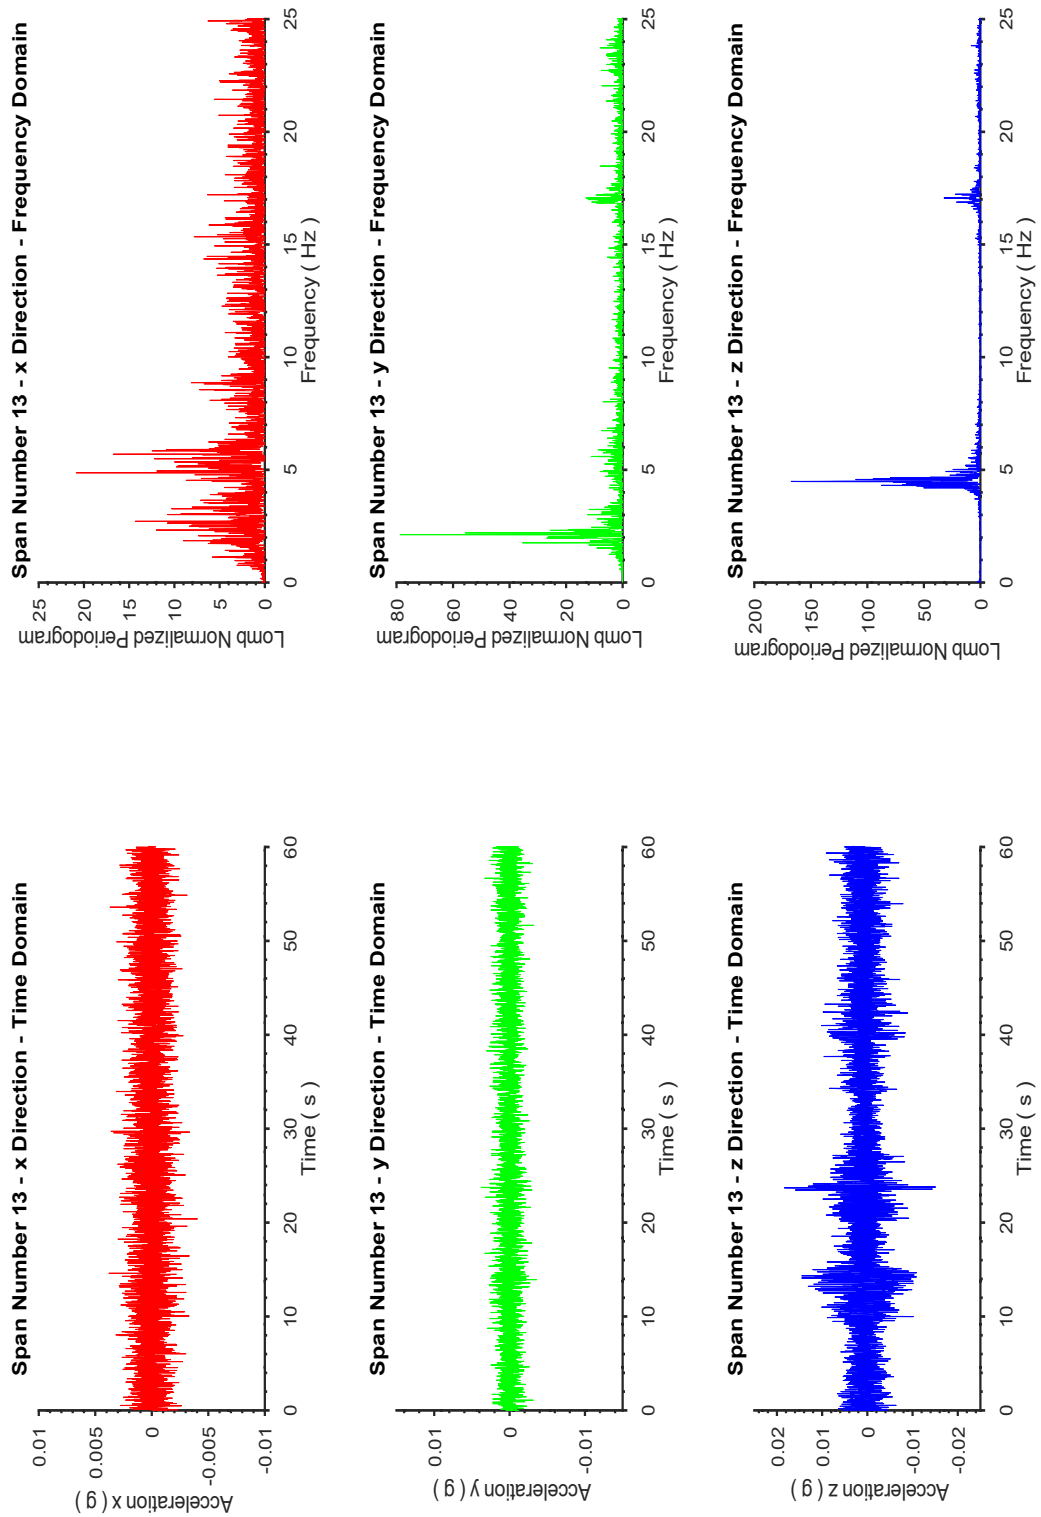 Span Number 13 - x Direction - Time Domain
Acceleration x ( g )
0.01
0.005
0
-0.005
-0.01
0 10 20 30 40 50 60
Time ( s )
Span Number 13 - x Direction - Frequency Domain
Lomb Normalized Periodogram
25
20
15
10
5
0
0 5 10 15 20 25
Frequency ( Hz )
Span Number 13 - y Direction - Time Domain
Acceleration y ( g )
0.01
0
-0.01
0 10 20 30 40 50 60
Time ( s )
Span Number 13 - y Direction - Frequency Domain
Lomb Normalized Periodogram
80
60
40
20
0
0 5 10 15 20 25
Frequency ( Hz )
Span Number 13 - z Direction - Time Domain
Acceleration z ( g )
0.02
0.01
0
-0.01
-0.02
0 10 20 30 40 50 60
Time ( s )
Span Number 13 - z Direction - Frequency Domain
Lomb Normalized Periodogram
200
150
100
50
0
0 5 10 15 20 25
Frequency ( Hz )